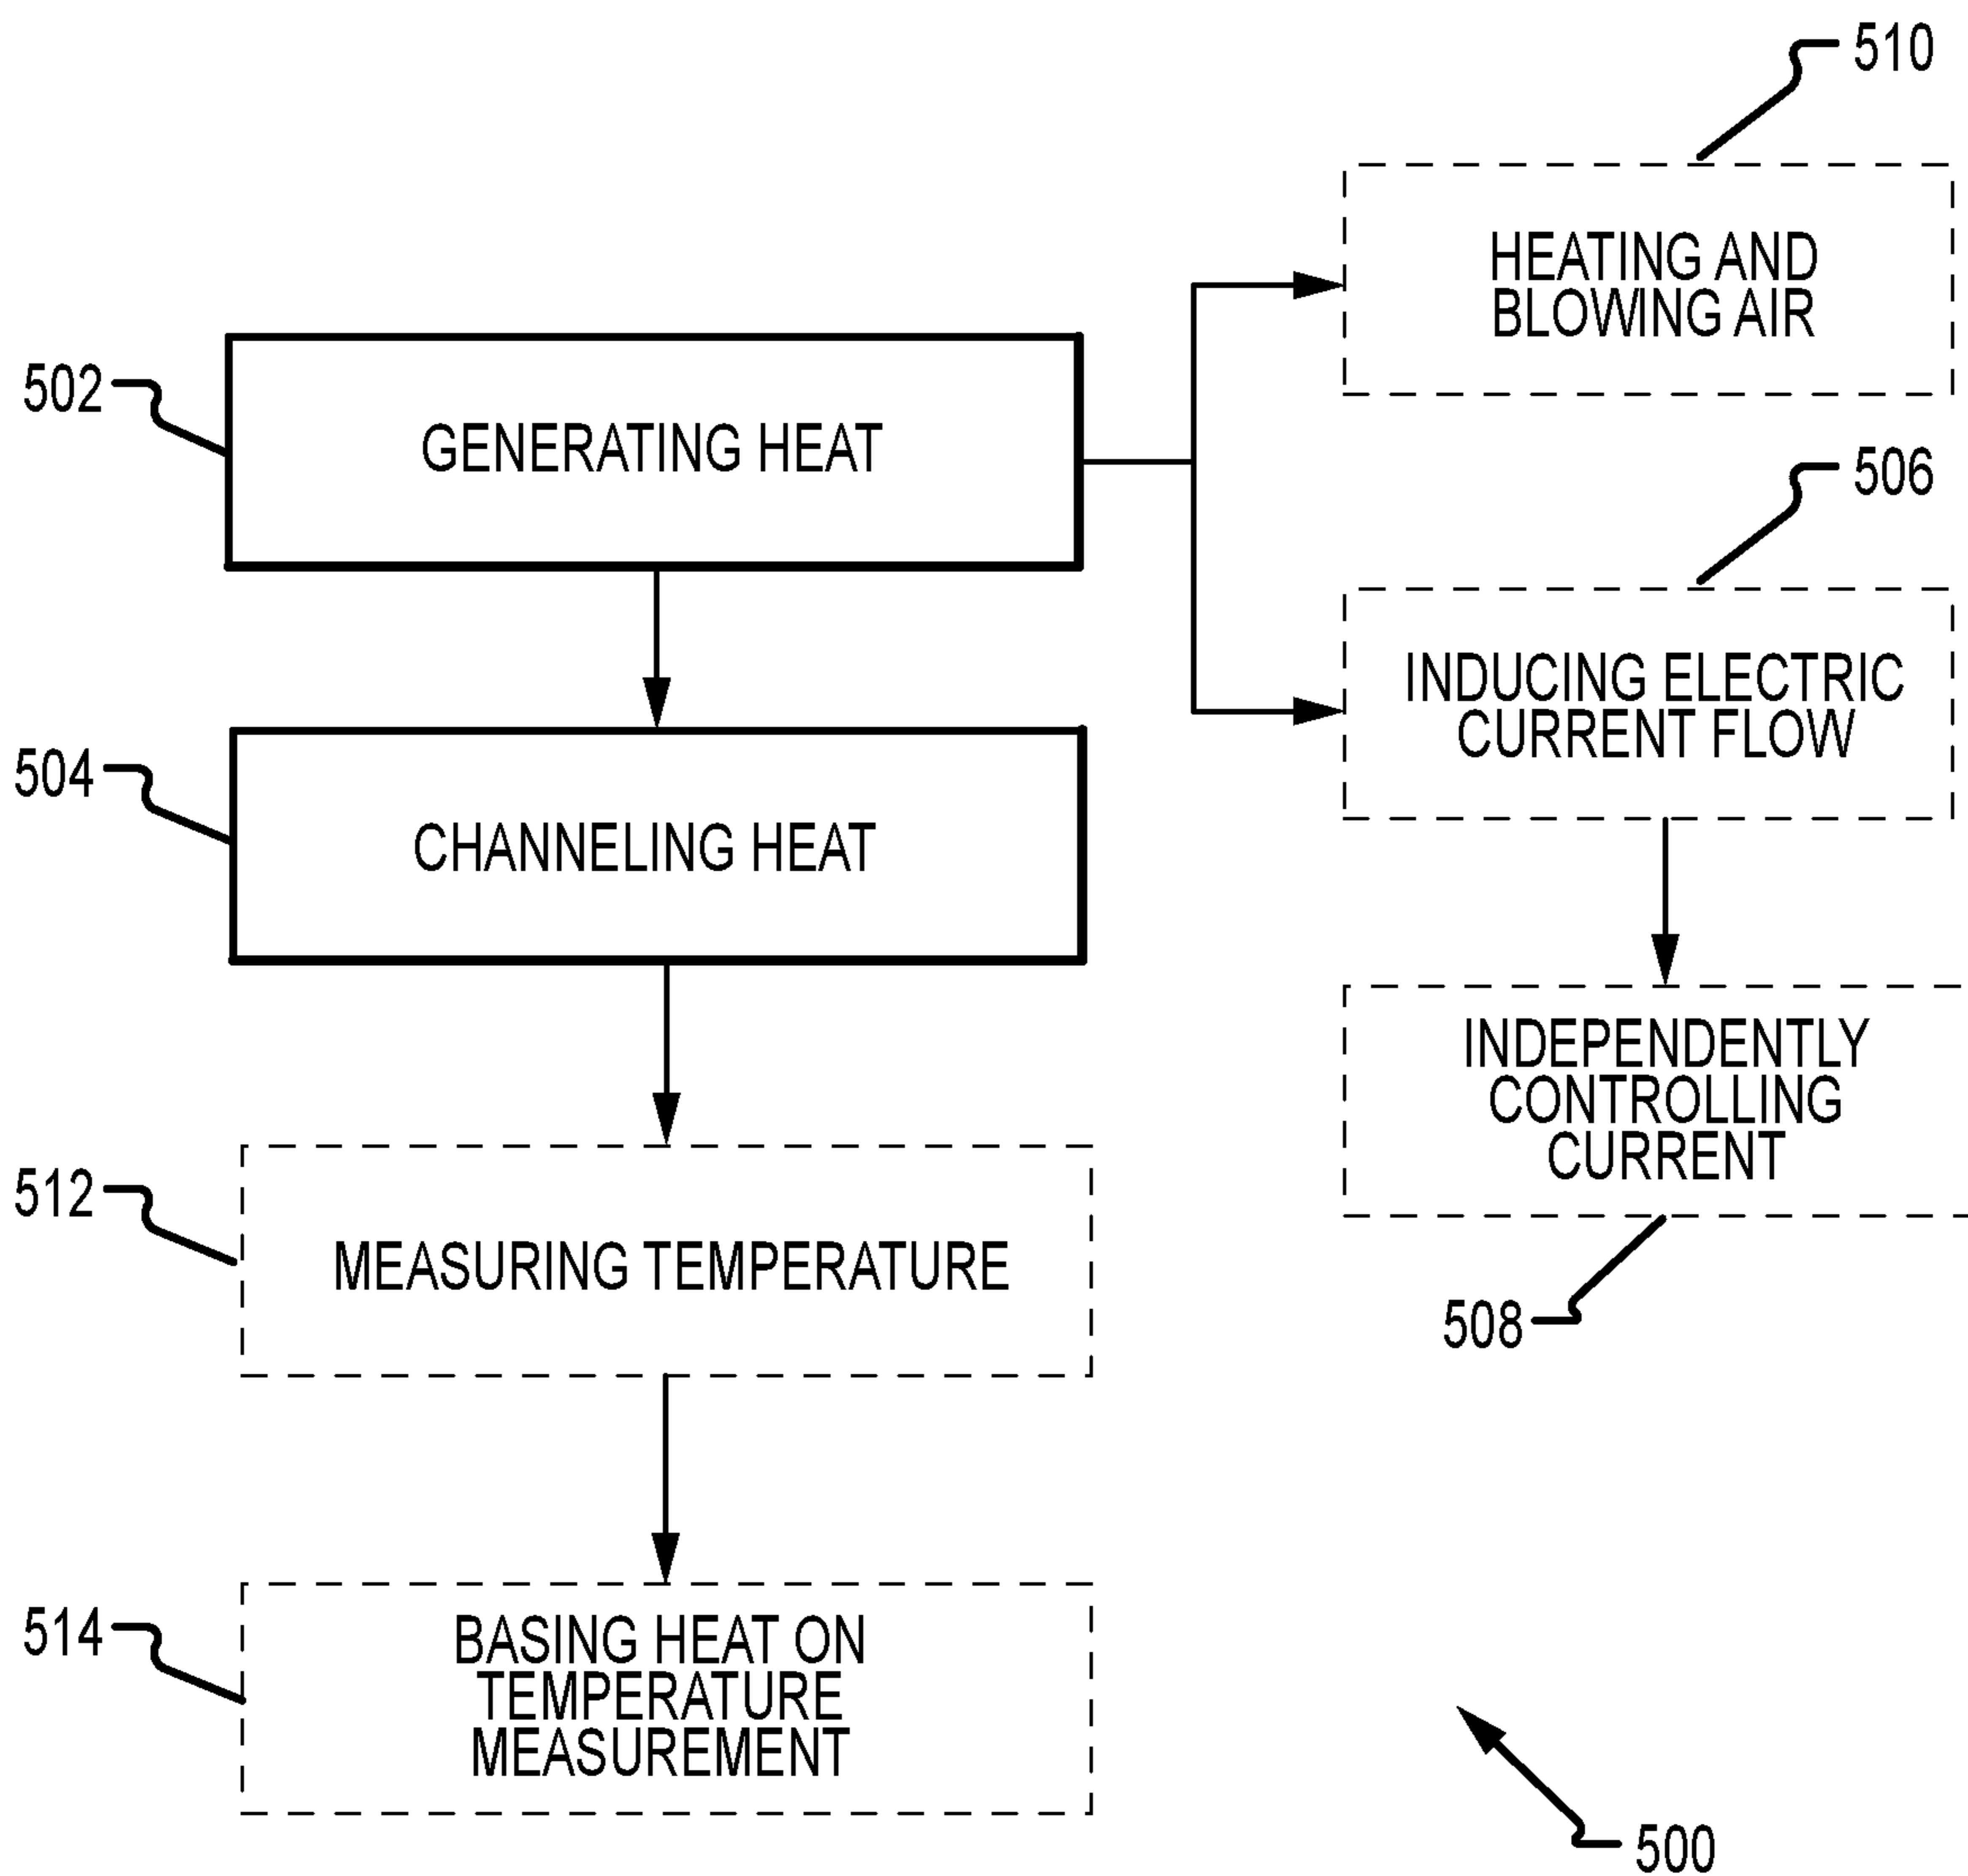 510
HEATING AND
BLOWING AIR
502
GENERATING HEAT
506
INDUCING ELECTRIC
CURRENT FLOW
504
CHANNELING HEAT
INDEPENDENTLY
CONTROLLING
CURRENT
508
512
MEASURING TEMPERATURE
514
BASING HEAT ON
TEMPERATURE
MEASUREMENT
500